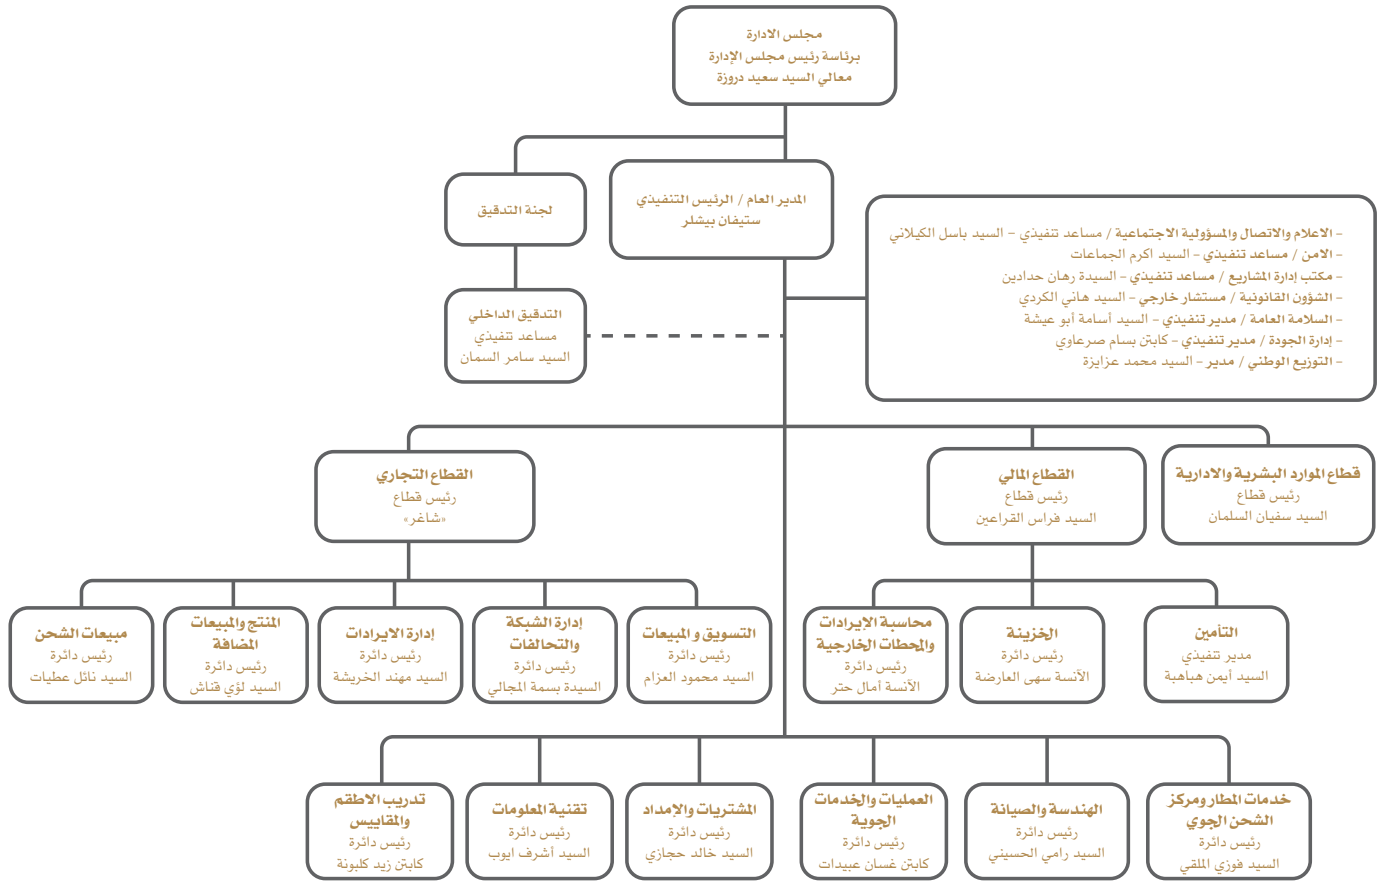 مجلس الادارة
برئاسة رئيس مجلس الإدارة
معالي السيد سعيد دروزة
المدير العام / الرئيس التنفيذي
ستيفان بيشلر
لجنة التدقيق
التدقيق الداخلي
مساعد تنفيذي
السيد سامر السمان
– الاعلام والاتصال والمسؤولية الاجتماعية / مساعد تنفيذي – السيد باسل الكيلاني
– الامن / مساعد تنفيذي – السيد اكرم الجماعات
– مكتب إدارة المشاريع / مساعد تنفيذي – السيدة رهان حدادين
– الشؤون القانونية / مستشار خارجي – السيد هاني الكردي
– السلامة العامة / مدير تنفيذي – السيد أسامة أبو عيشة
– إدارة الجودة / مدير تنفيذي – كابتن بسام صرعاوي
– التوزيع الوطني / مدير – السيد محمد عزايزة
قطاع الموارد البشرية والادارية
رئيس قطاع
السيد سفيان السلمان
القطاع المالي
رئيس قطاع
السيد فراس القراعين
القطاع التجاري
رئيس قطاع
«شاغر»
التأمين
مدير تنفيذي
السيد أيمن هباهبة
الخزينة
رئيس دائرة
الآنسة سهى العارضة
محاسبة الإيرادات
والمحطات الخارجية
رئيس دائرة
الآنسة أمال حتر
التسويق و المبيعات
رئيس دائرة
السيد محمود العزام
إدارة الشبكة
والتحالفات
رئيس دائرة
السيدة بسمة المجالي
إدارة الايرادات
رئيس دائرة
السيد مهند الخريشة
المنتج والمبيعات
المضافة
رئيس دائرة
السيد لؤي قناش
مبيعات الشحن
رئيس دائرة
السيد نائل عطيات
خدمات المطار ومركز
الشحن الجوي
رئيس دائرة
السيد فوزي الملقي
الهندسة والصيانة
رئيس دائرة
السيد رامي الحسيني
العمليات والخدمات
الجوية
رئيس دائرة
كابتن غسان عبيدات
المشتريات والإمداد
رئيس دائرة
السيد خالد حجازي
تقنية المعلومات
رئيس دائرة
السيد أشرف ايوب
تدريب الاطقم
والمقاييس
رئيس دائرة
كابتن زيد كلبونة